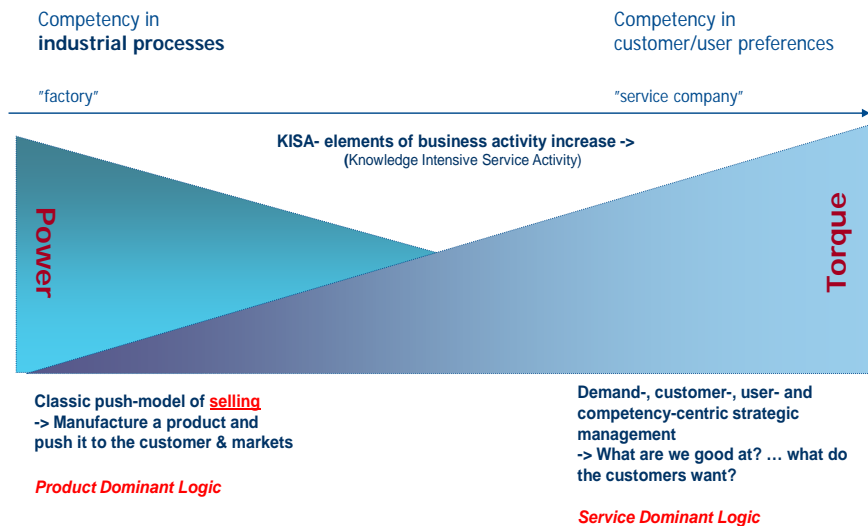 Competency in
industrial processes
Competency in
customer/user preferences
"factory"
"service company"
KISA- elements of business activity increase ->
(Knowledge Intensive Service Activity)
Power
Torque
Classic push-model of selling
-> Manufacture a product and
push it to the customer & markets
Product Dominant Logic
Demand-, customer-, user- and
competency-centric strategic
management
-> What are we good at? … what do
the customers want?
Service Dominant Logic